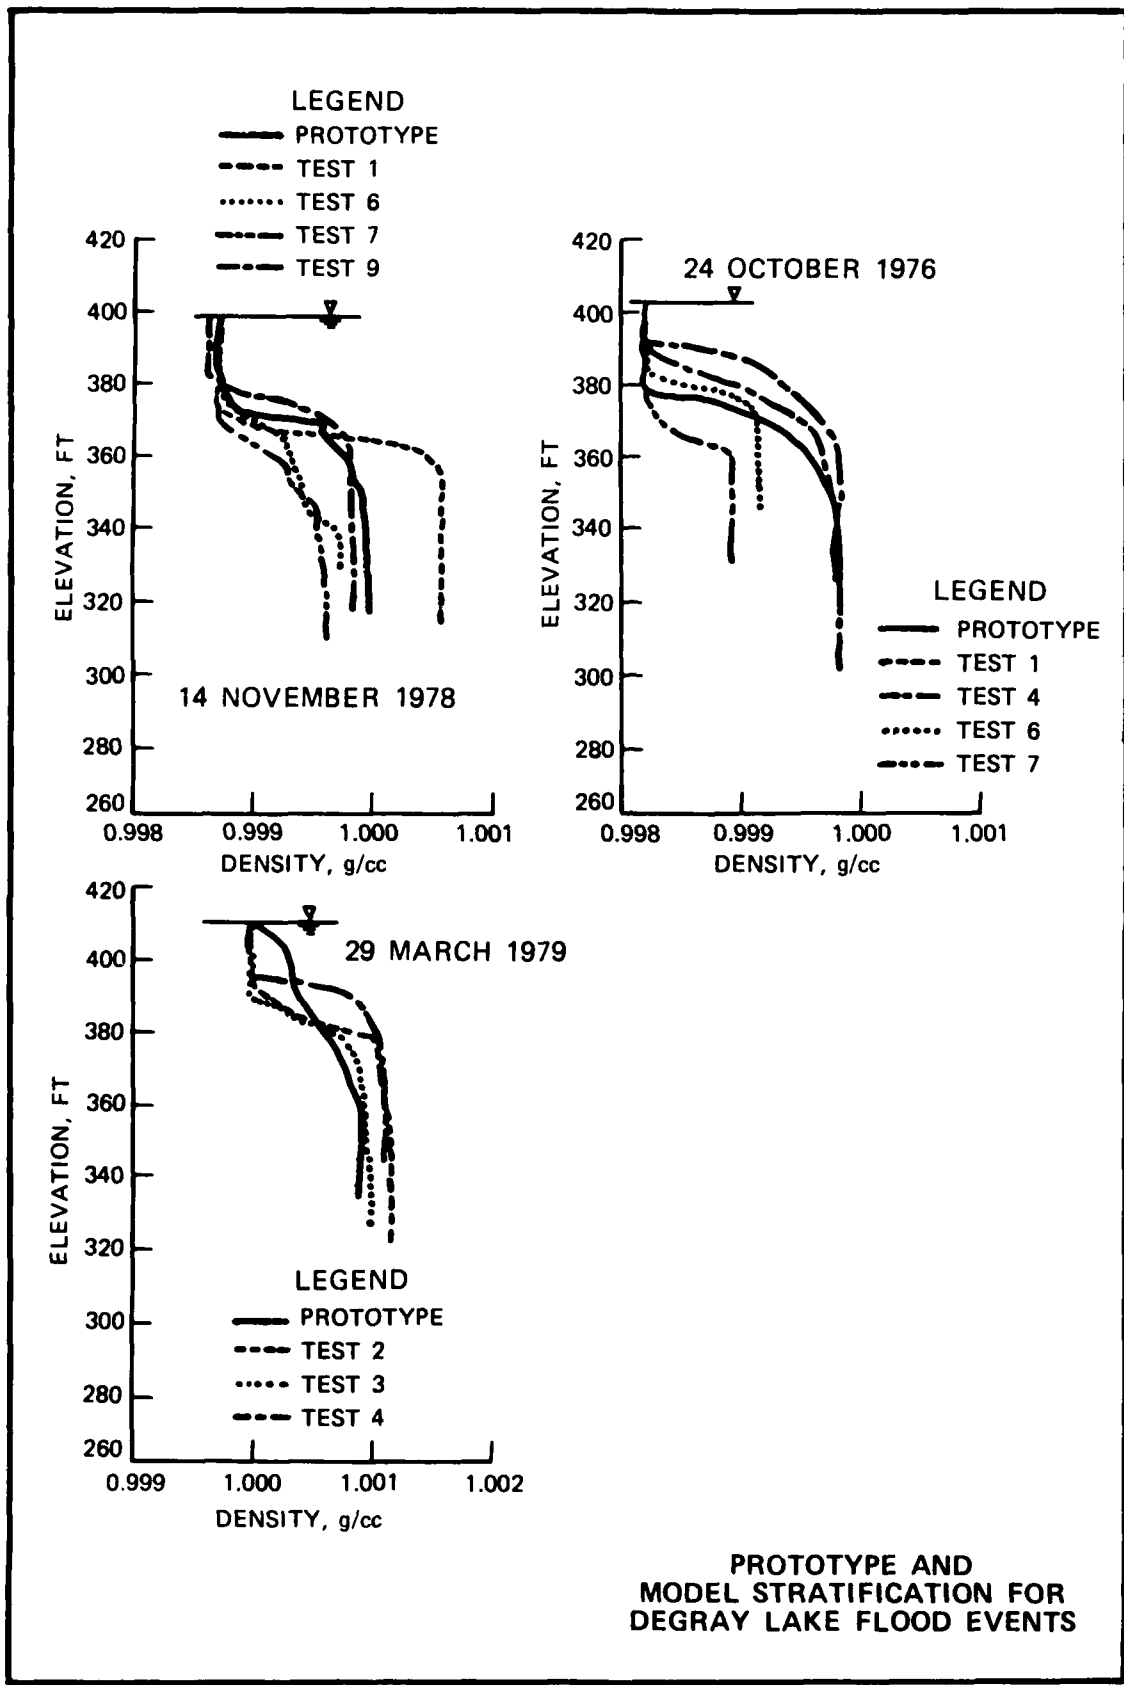 LEGEND
PROTOTYPE
TEST 1
TEST 6
TEST 7
TEST 9
420
400
380
360
340
320
300
280
260
ELEVATION, FT
14 NOVEMBER 1978
0.998 0.999 1.000 1.001
DENSITY, g/cc
24 OCTOBER 1976
420
400
380
360
340
320
300
280
260
ELEVATION, FT
LEGEND
PROTOTYPE
TEST 1
TEST 4
TEST 6
TEST 7
0.998 0.999 1.000 1.001
DENSITY, g/cc
29 MARCH 1979
420
400
380
360
340
320
300
280
260
ELEVATION, FT
LEGEND
PROTOTYPE
TEST 2
TEST 3
TEST 4
0.999 1.000 1.001 1.002
DENSITY, g/cc
PROTOTYPE AND
MODEL STRATIFICATION FOR
DEGRAY LAKE FLOOD EVENTS